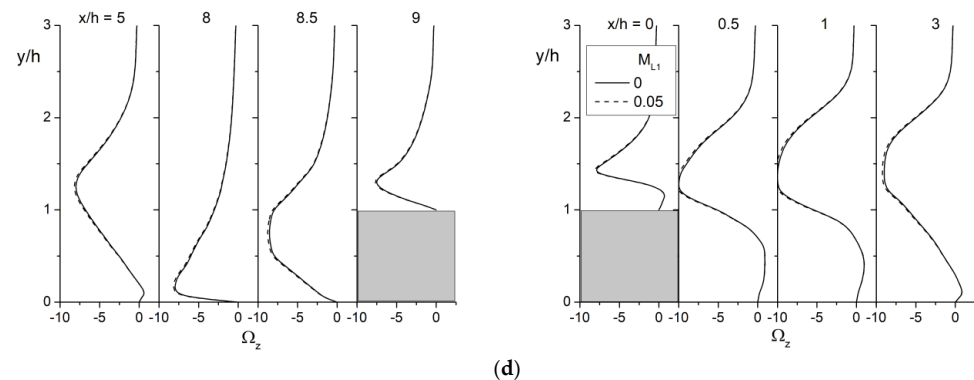 x/h = 5 8 8.5 9 x/h = 0 0.5 1 3
3 3
y/h y/h
M_L1
0
0.05
2 2
1 1
0 0
-10 -5 0 -10 -5 0 -10 -5 0 -10 -5 0 -10 -5 0 -10 -5 0 -10 -5 0 -10 -5 0
Ω_z Ω_z
(d)